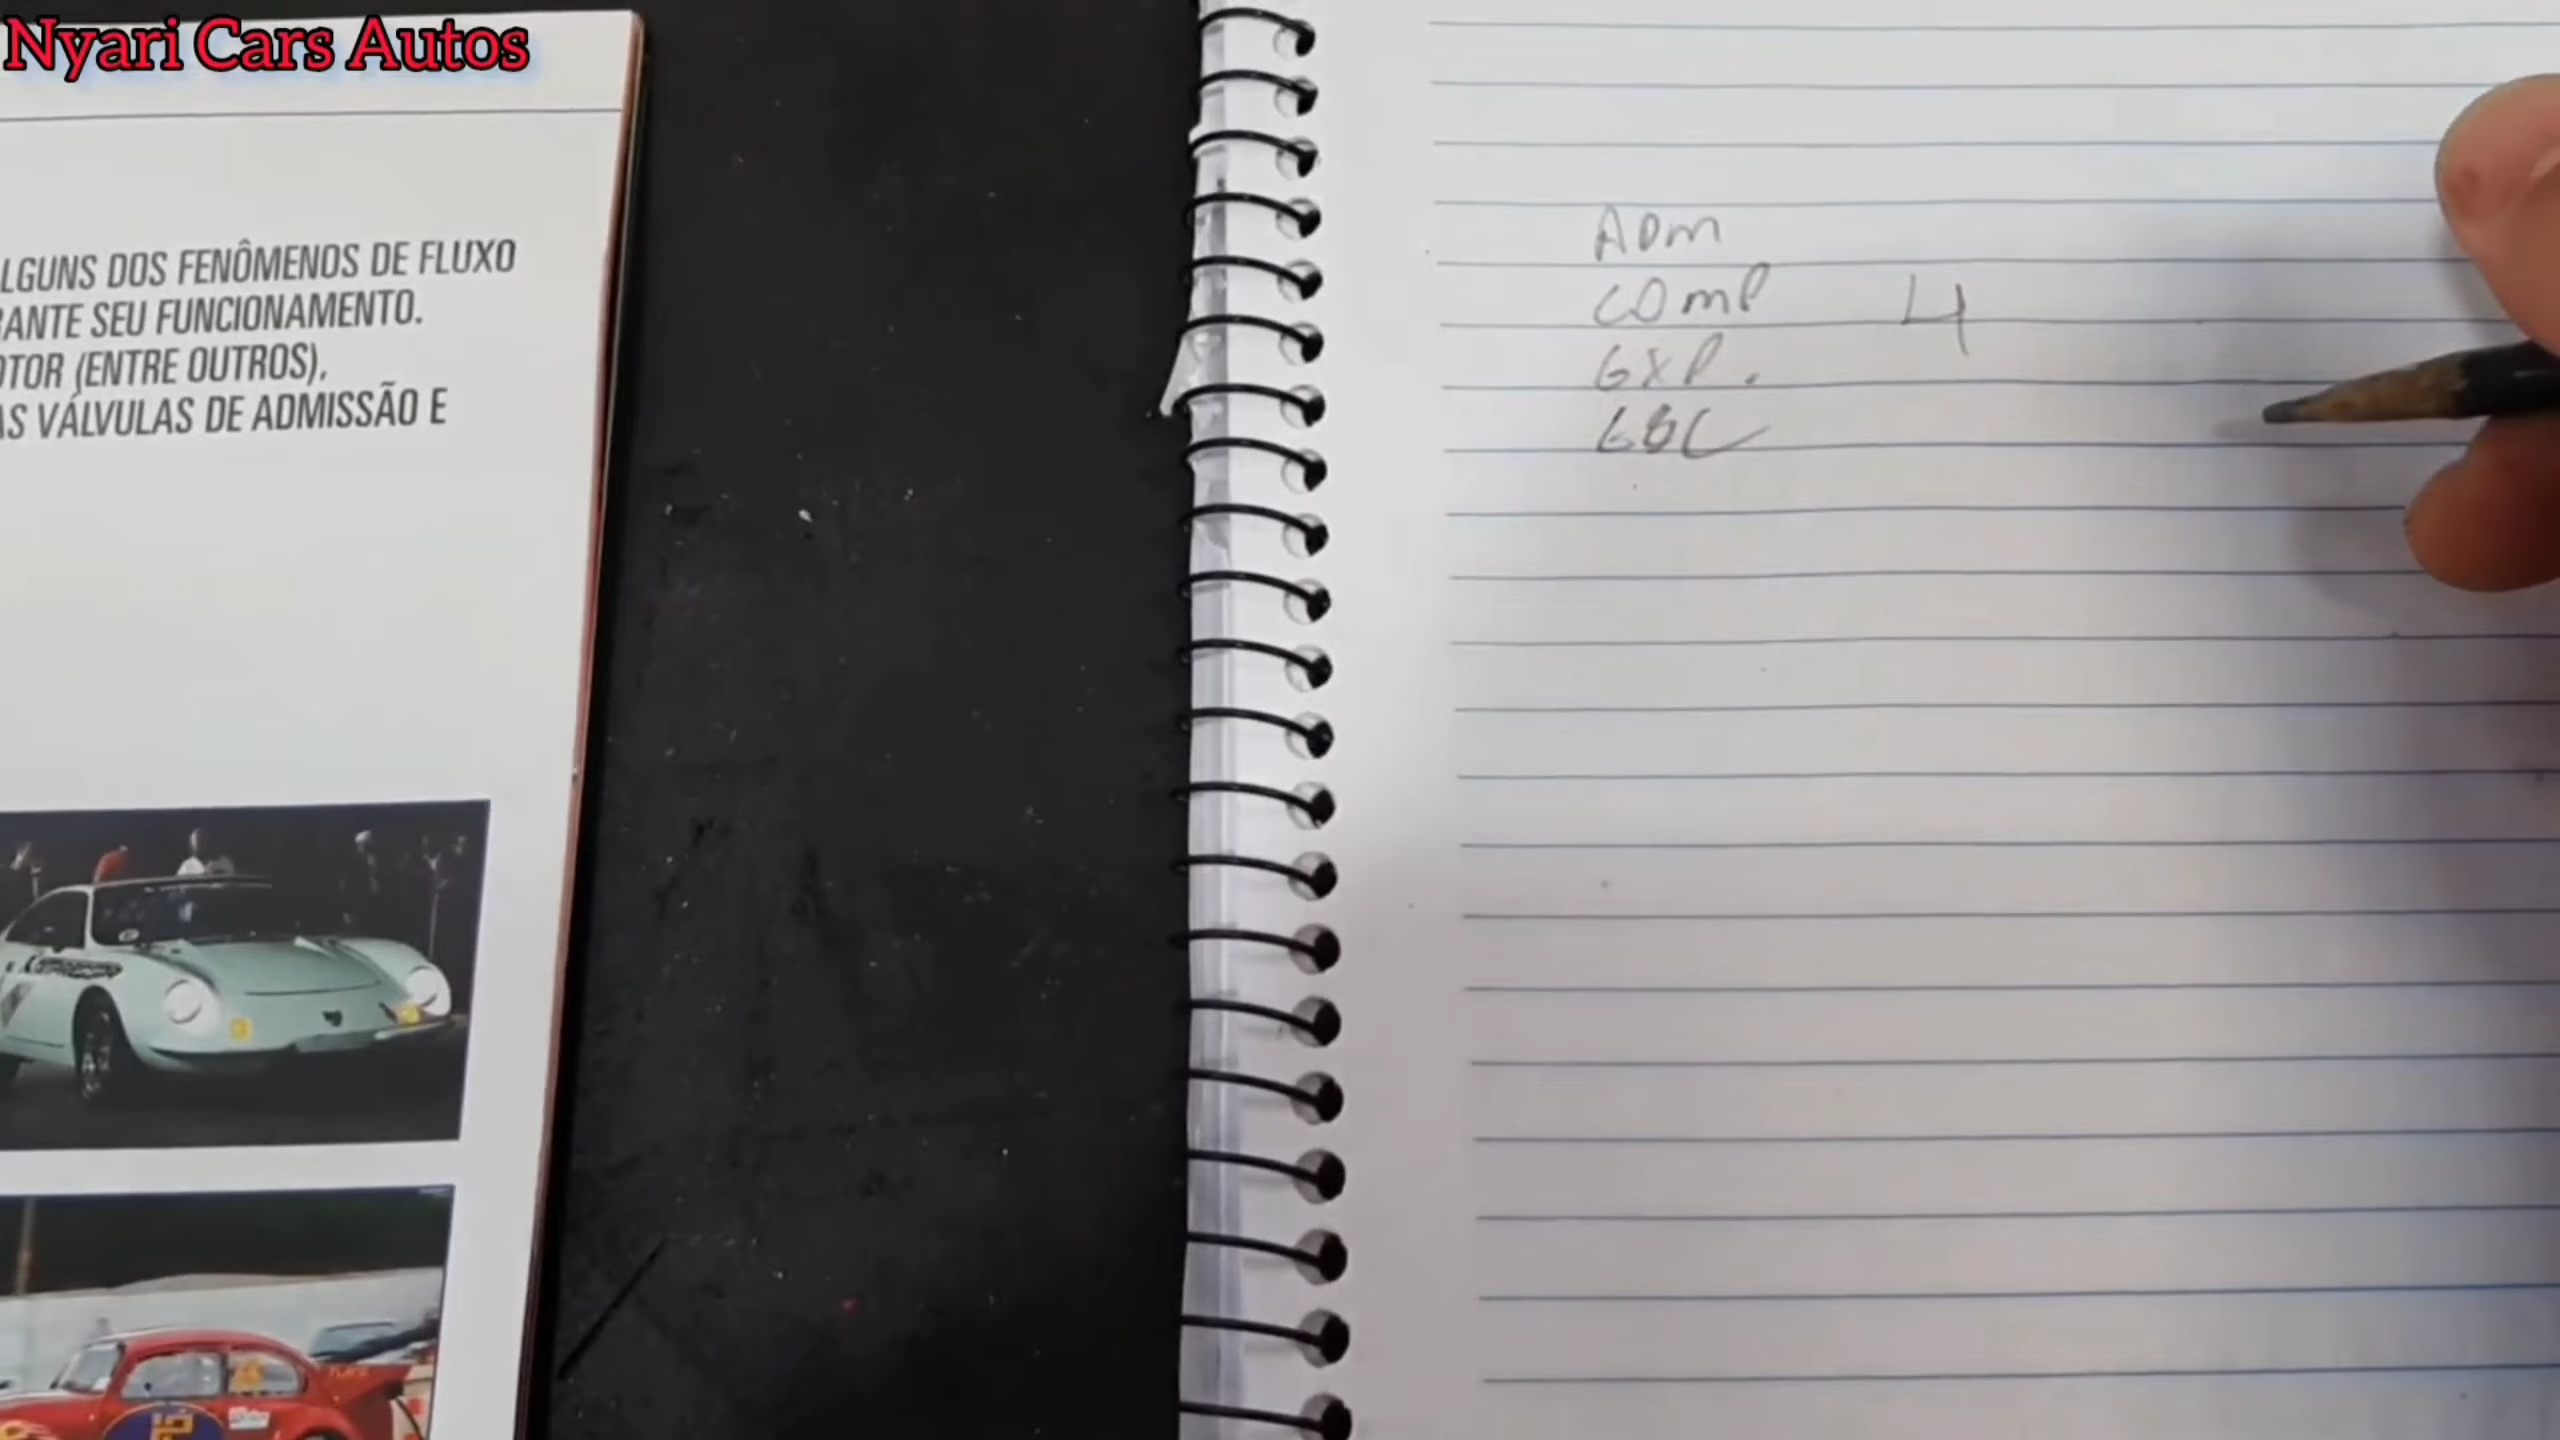 Nyari Cars Autos
LGUNS DOS FENÔMENOS DE FLUXO
RANTE SEU FUNCIONAMENTO.
OTOR (ENTRE OUTROS),
AS VÁLVULAS DE ADMISSÃO E
ADM
COMP 4
EXP.
ESC